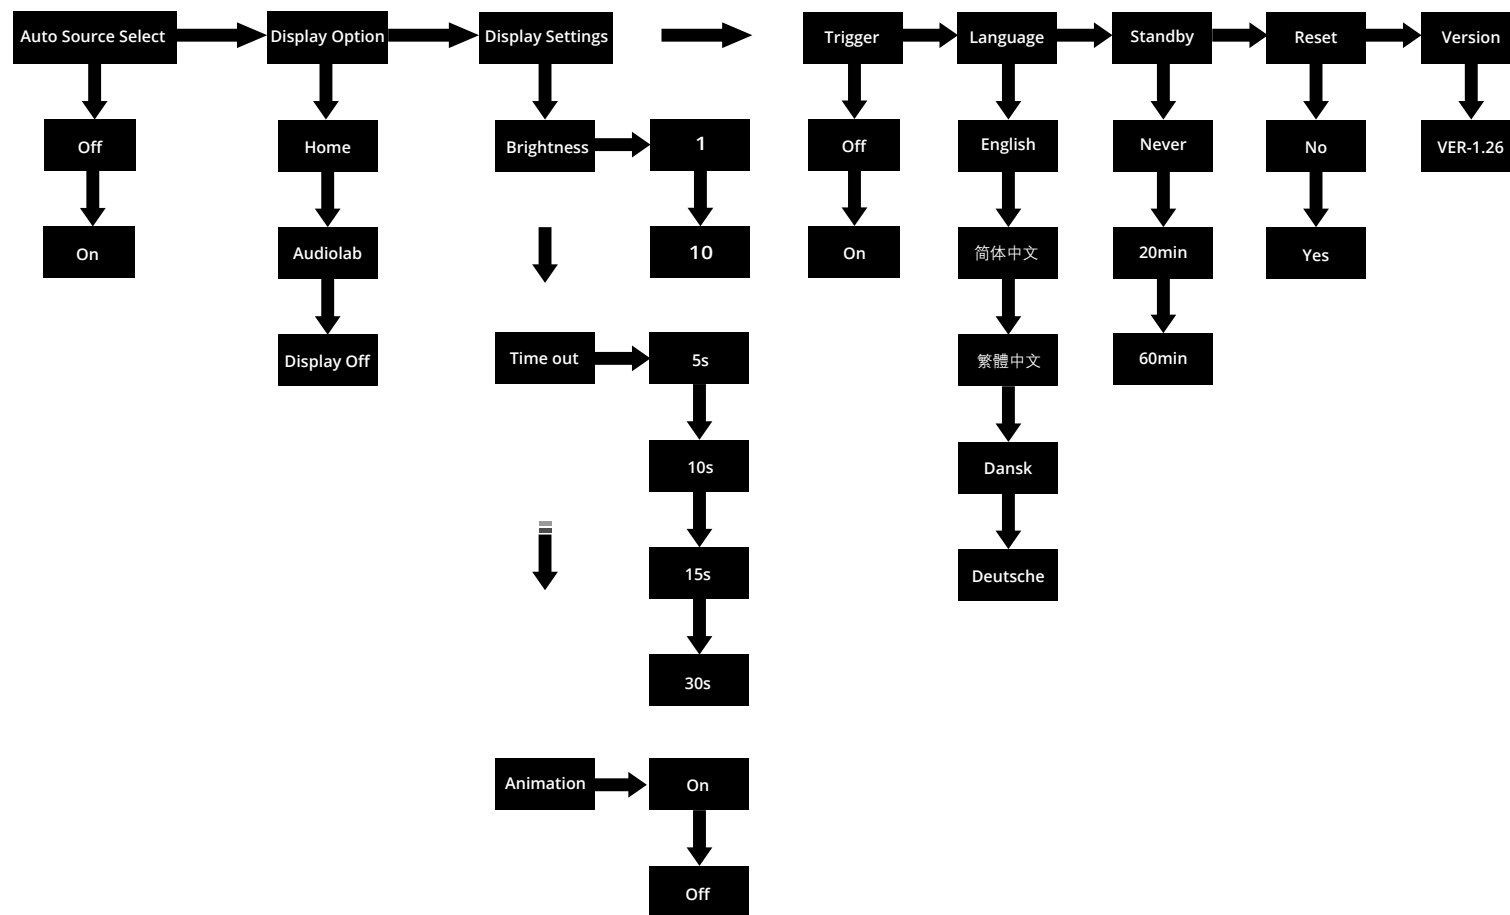 Auto Source Select
Display Option
Display Settings
Trigger
Language
Standby
Reset
Version
Off
Home
Brightness
1
Off
English
Never
No
VER-1.26
On
Audiolab
10
On
简体中文
20min
Yes
Display Off
Time out
5s
繁體中文
60min
10s
Dansk
15s
Deutsche
30s
Animation
On
Off